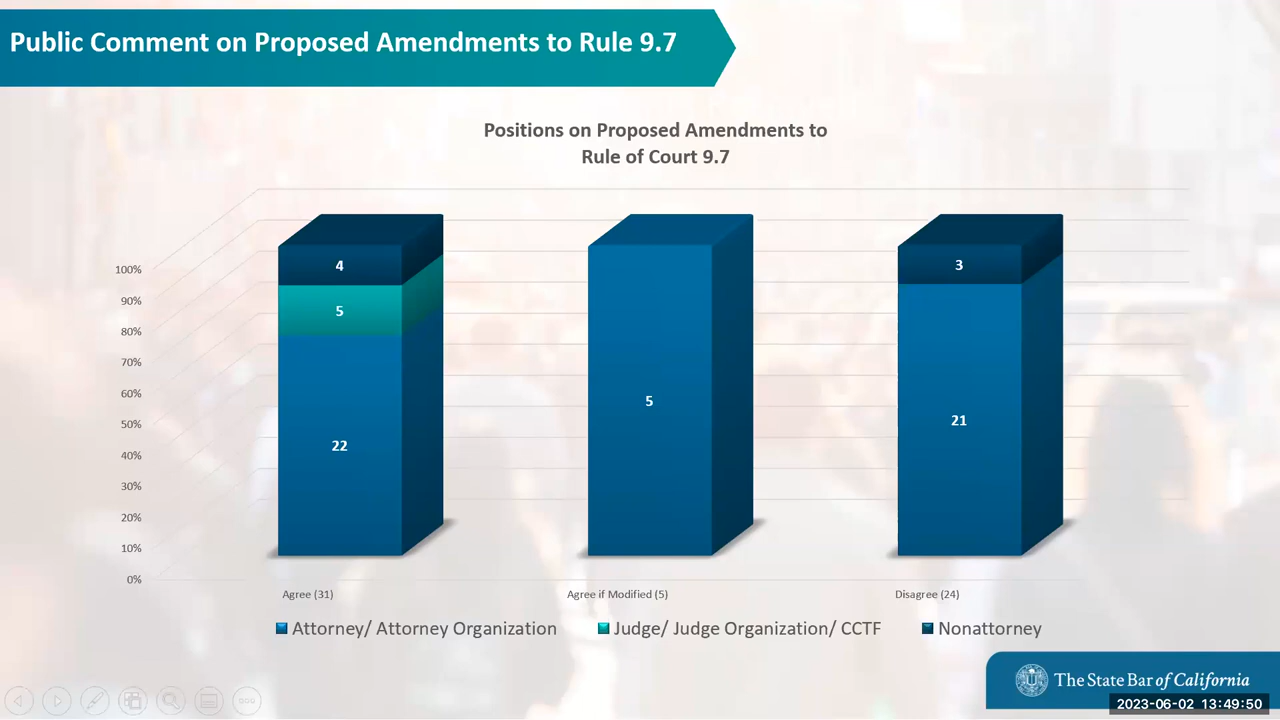 Public Comment on Proposed Amendments to Rule 9.7
Positions on Proposed Amendments to
Rule of Court 9.7
100%
90%
80%
70%
60%
50%
40%
30%
20%
10%
0%
4
5
22
5
3
21
Agree (31)
Agree if Modified (5)
Disagree (24)
Attorney/ Attorney Organization
Judge/ Judge Organization/ CCTF
Nonattorney
The State Bar of California
2023-06-02 13:49:50